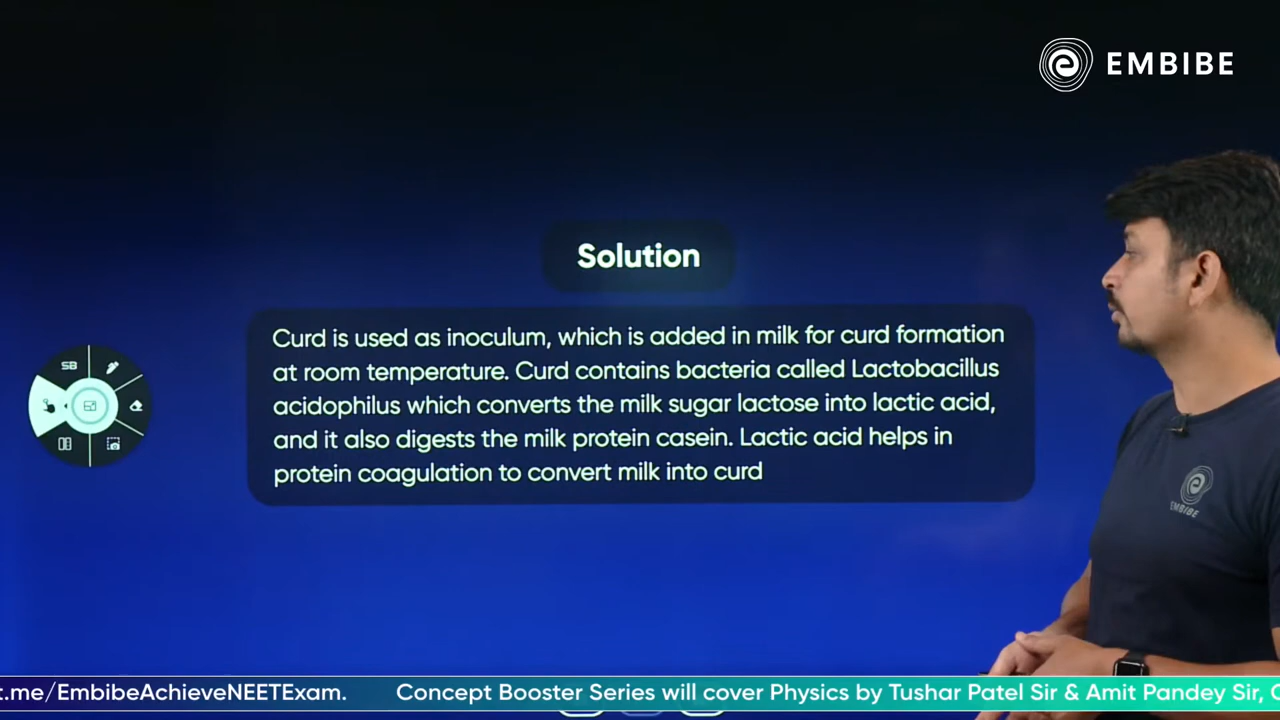 EMBIBE
Solution
Curd is used as inoculum, which is added in milk for curd formation
at room temperature. Curd contains bacteria called Lactobacillus
acidophilus which converts the milk sugar lactose into lactic acid,
and it also digests the milk protein casein. Lactic acid helps in
protein coagulation to convert milk into curd
SB
EMBIBE
t.me/EmbibeAchieveNEETExam. Concept Booster Series will cover Physics by Tushar Patel Sir & Amit Pandey Sir, C